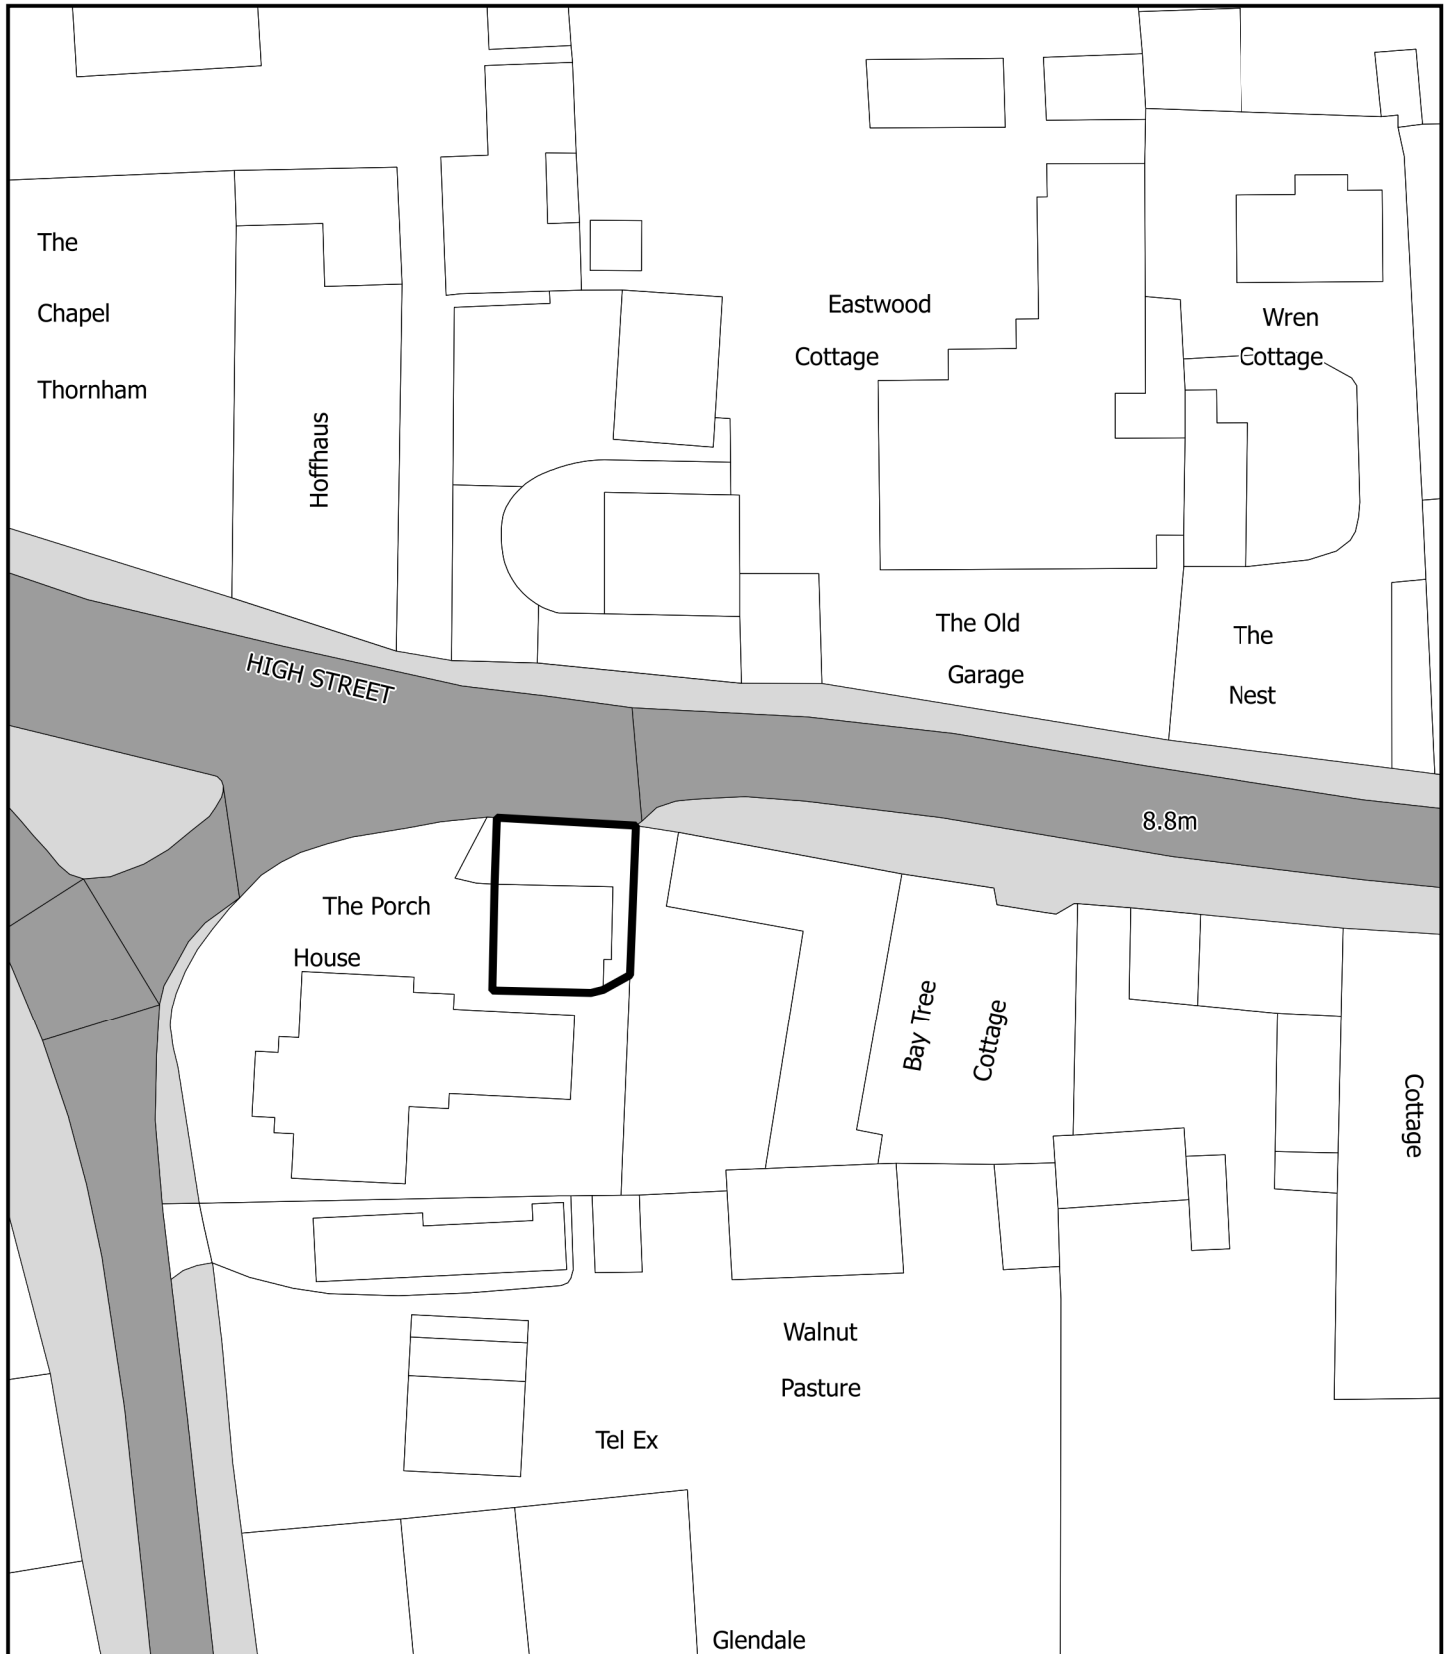 The
Chapel
Thornham
Hoffhaus
Eastwood
Cottage
Wren
Cottage
The Old
Garage
The
Nest
HIGH STREET
8.8m
The Porch
House
Bay Tree
Cottage
Cottage
Walnut
Pasture
Tel Ex
Glendale